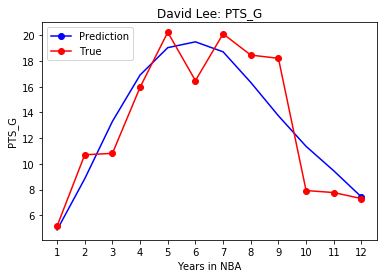 David Lee: PTS_G
Prediction
True
PTS_G
20
18
16
14
12
10
8
6
1 2 3 4 5 6 7 8 9 10 11 12
Years in NBA